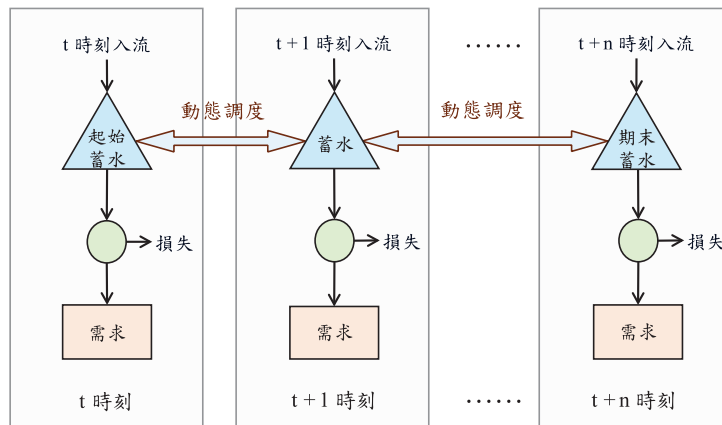 t 時刻入流
t+1 時刻入流
……
t+n 時刻入流
動態調度
動態調度
起始
蓄水
蓄水
期末
蓄水
損失
損失
損失
需求
需求
需求
t 時刻
t+1 時刻
……
t+n 時刻